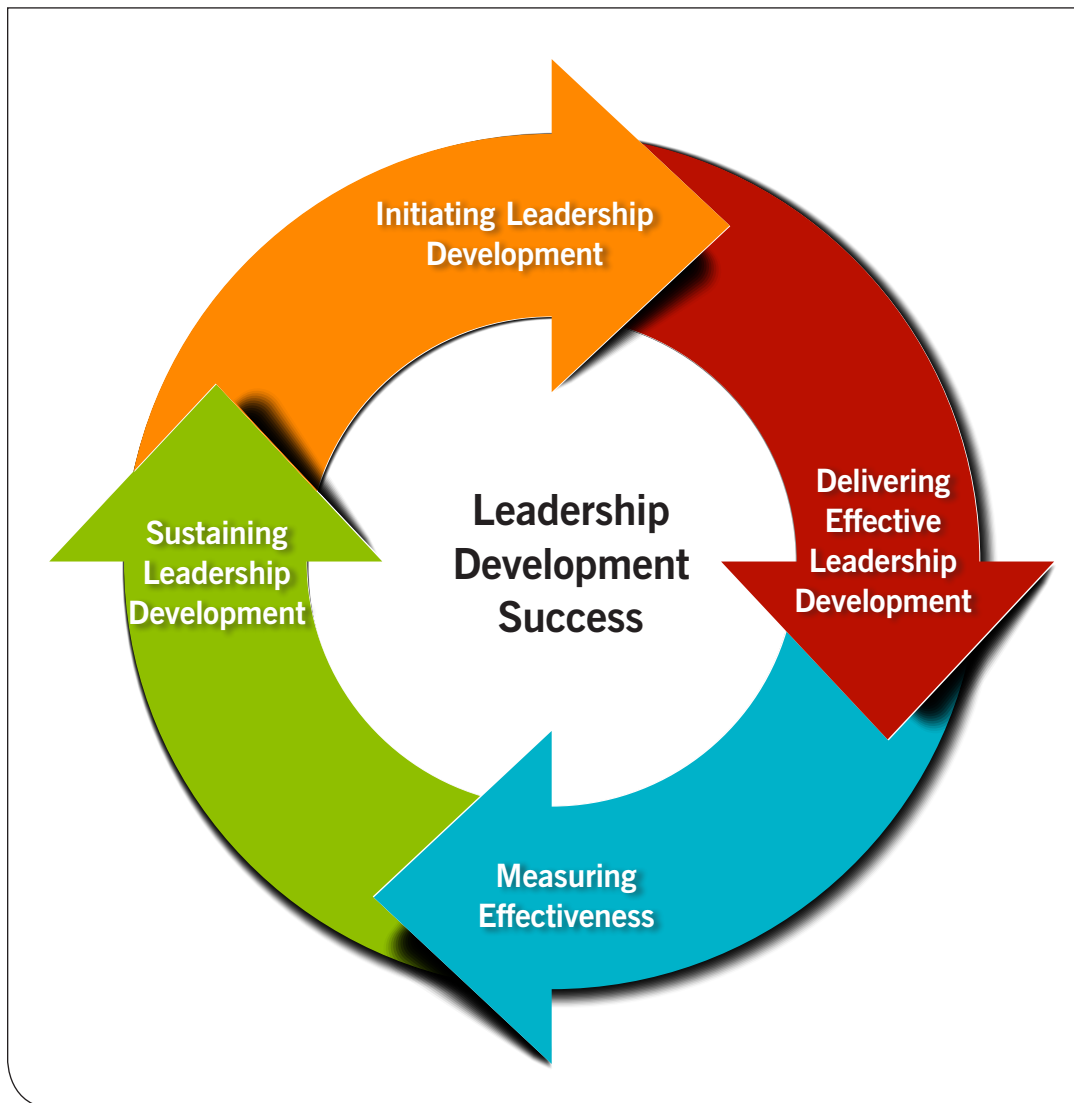 Initiating Leadership
Development
Delivering
Effective
Leadership
Development
Measuring
Effectiveness
Sustaining
Leadership
Development
Leadership
Development
Success